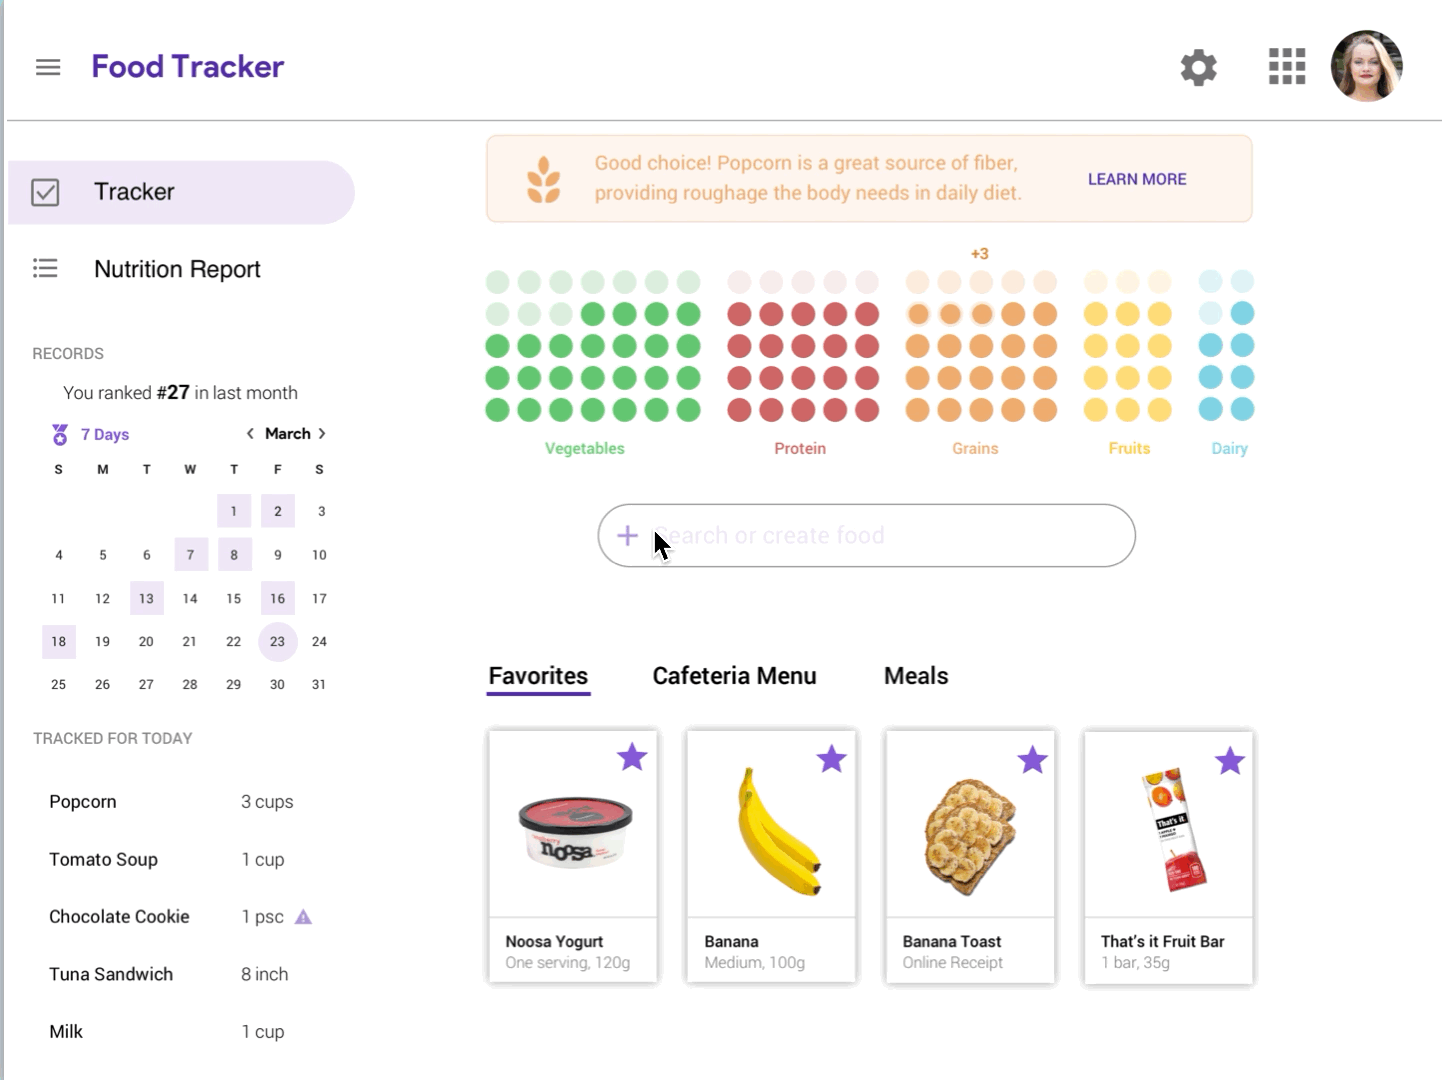 Food Tracker
Good choice! Popcorn is a great source of fiber,
providing roughage the body needs in daily diet.
LEARN MORE
Tracker
Nutrition Report
+3
Vegetables Protein Grains Fruits Dairy
RECORDS
You ranked #27 in last month
7 Days
< March >
S M T W T F S
1 2 3
4 5 6 7 8 9 10
11 12 13 14 15 16 17
18 19 20 21 22 23 24
25 26 27 28 29 30 31
TRACKED FOR TODAY
Popcorn 3 cups
Tomato Soup 1 cup
Chocolate Cookie 1 psc
Tuna Sandwich 8 inch
Milk 1 cup
+ Search or create food
Favorites Cafeteria Menu Meals
noosa
Noosa Yogurt
One serving, 120g
Banana
Medium, 100g
Banana Toast
Online Receipt
That's it
That's it Fruit Bar
1 bar, 35g